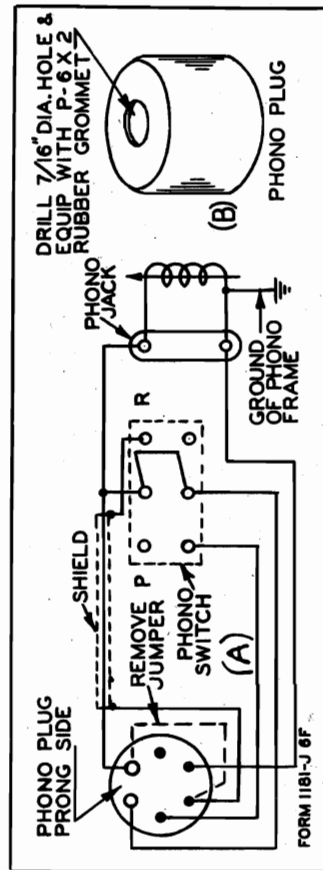 PHONO PLUG
PRONG SIDE
SHIELD
REMOVE
JUMPER
P
R
PHONO
SWITCH
(A)
PHONO
JACK
GROUND
OF PHONO
FRAME
DRILL 7/16" DIA. HOLE &
EQUIP WITH P-6 X 2
RUBBER GROMMET
(B)
PHONO PLUG
FORM 1181-J 6F